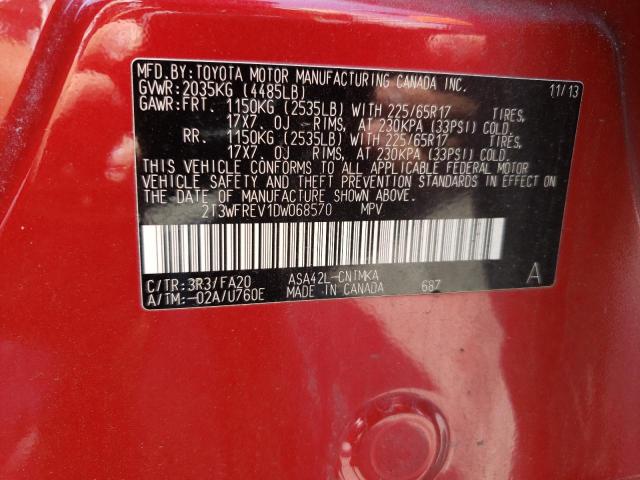 MFD.BY:TOYOTA MOTOR MANUFACTURING CANADA INC.
GVWR:2035KG (4485LB) 11/13
GAWR:FRT. 1150KG (2535LB) WITH 225/65R17 TIRES,
17X7. OJ - RIMS, AT 230KPA (33PSI) COLD.
RR. 1150KG (2535LB) WITH 225/65R17 TIRES,
17X7. OJ - RIMS, AT 230KPA (33PSI) COLD.
THIS VEHICLE CONFORMS TO ALL APPLICABLE FEDERAL MOTOR
VEHICLE SAFETY AND THEFT PREVENTION STANDARDS IN EFFECT ON
THE DATE OF MANUFACTURE SHOWN ABOVE.
2T3WFREV1DW068570 MPV
C/TR:3R3/FA20 ASA42L-CNTMKA A
A/TM:-02A/U760E MADE IN CANADA 687